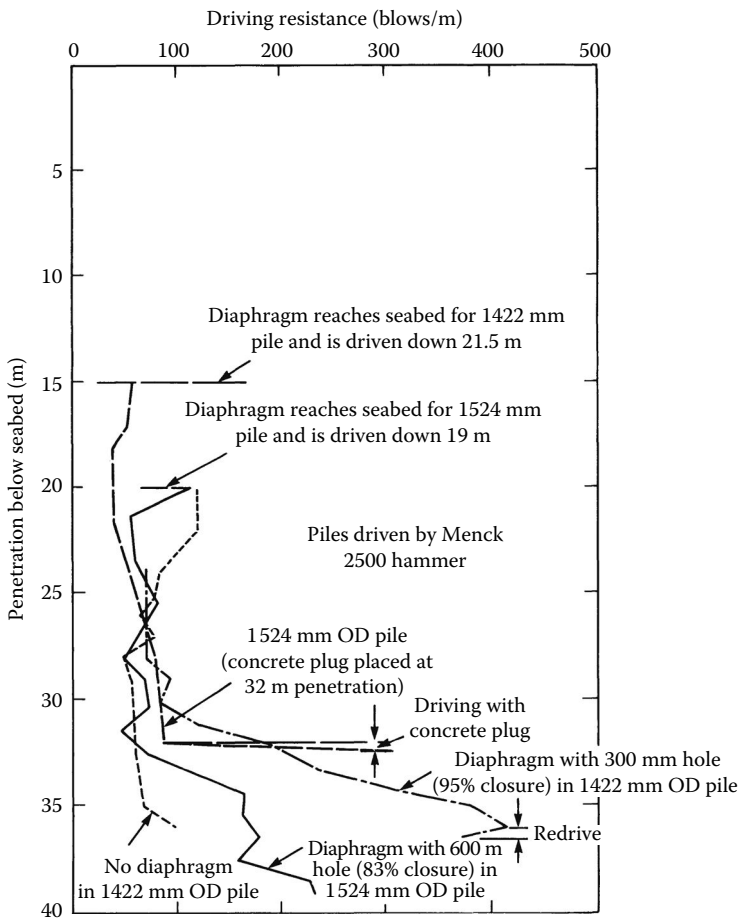 Driving resistance (blows/m)
0 100 200 300 400 500
5
10
15
20
25
30
35
40
Penetration below seabed (m)
Diaphragm reaches seabed for 1422 mm
pile and is driven down 21.5 m
Diaphragm reaches seabed for 1524 mm
pile and is driven down 19 m
Piles driven by Menck
2500 hammer
1524 mm OD pile
(concrete plug placed at
32 m penetration)
Driving with
concrete plug
Diaphragm with 300 mm hole
(95% closure) in 1422 mm OD pile
Redrive
No diaphragm
in 1422 mm OD pile
Diaphragm with 600 m
hole (83% closure) in
1524 mm OD pile